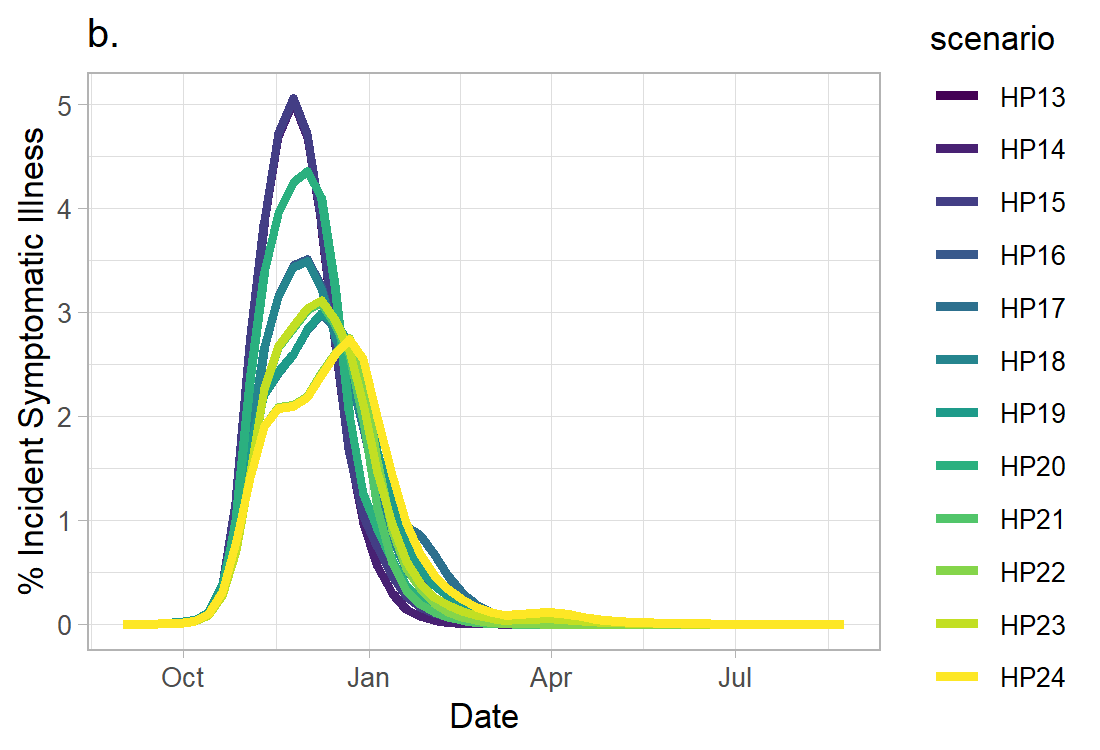 b.
% Incident Symptomatic Illness
5
4
3
2
1
0
Oct
Jan
Apr
Jul
Date
scenario
HP13
HP14
HP15
HP16
HP17
HP18
HP19
HP20
HP21
HP22
HP23
HP24